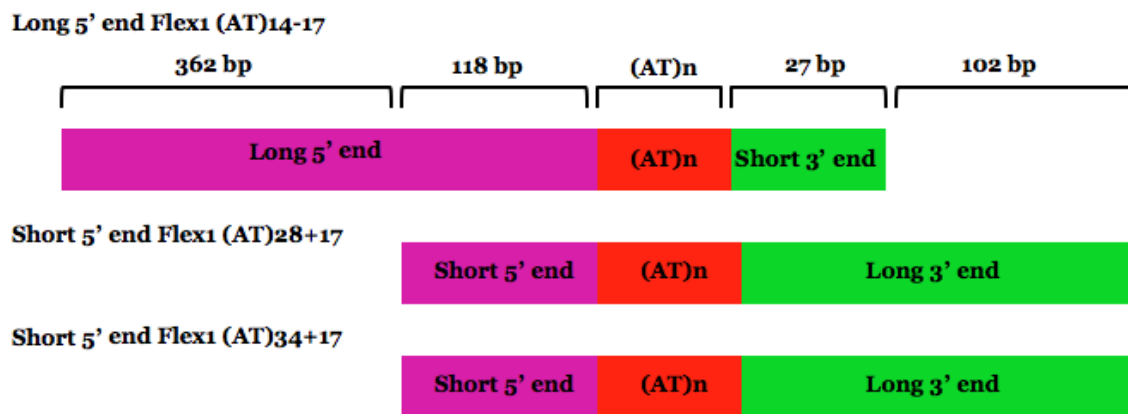 Long 5’ end Flex1 (AT)14-17
362 bp 118 bp (AT)n 27 bp 102 bp
Long 5’ end (AT)n Short 3’ end
Short 5’ end Flex1 (AT)28+17
Short 5’ end (AT)n Long 3’ end
Short 5’ end Flex1 (AT)34+17
Short 5’ end (AT)n Long 3’ end